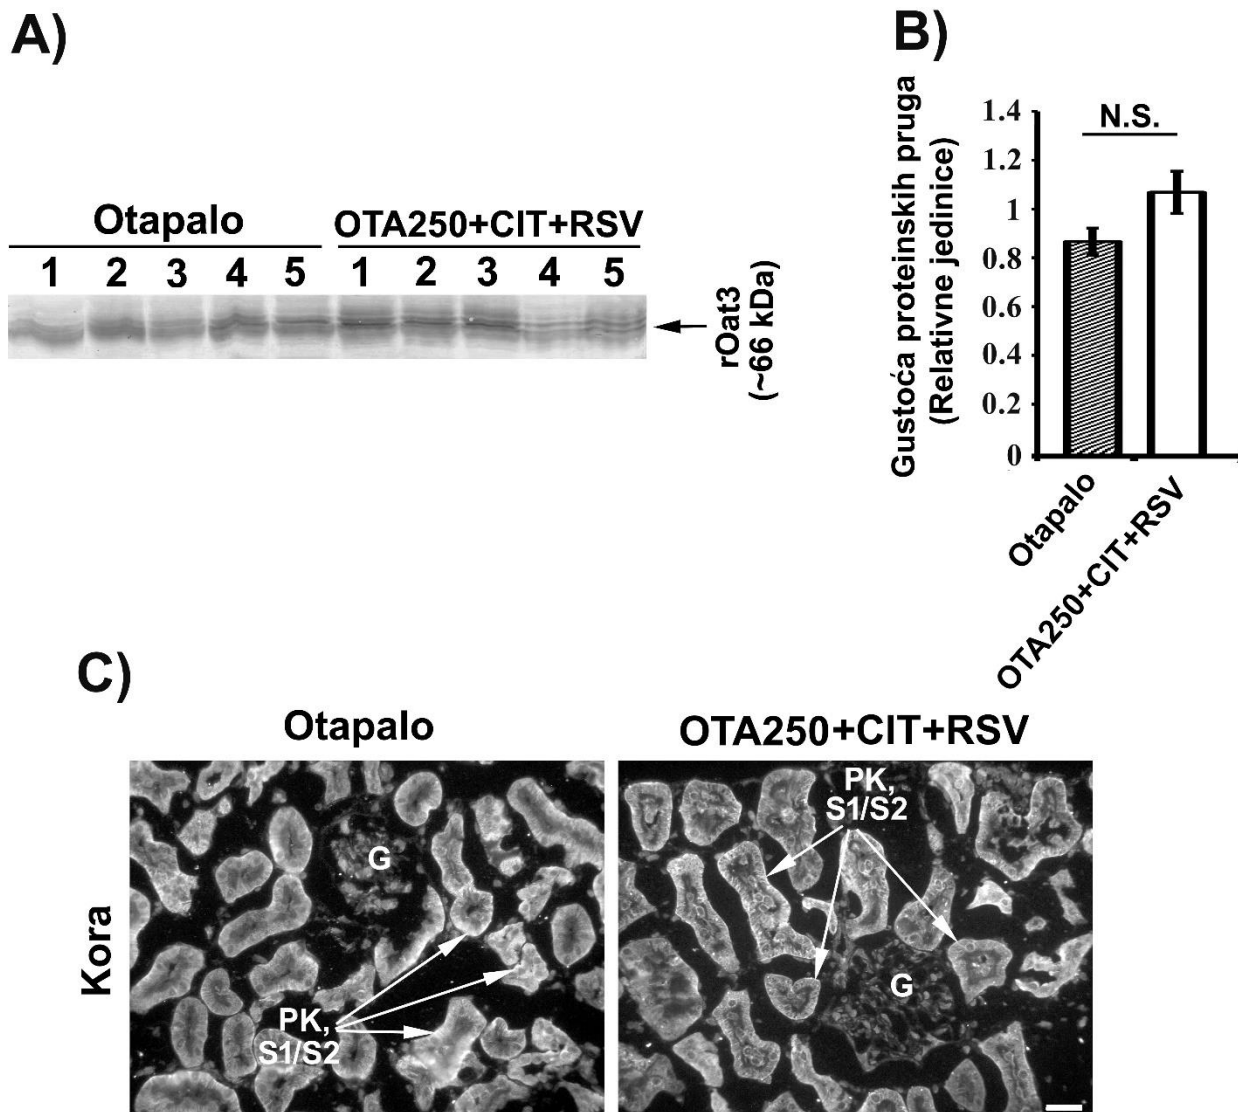 A)
Otapalo
OTA250+CIT+RSV
1 2 3 4 5 1 2 3 4 5
rOat3
(~66 kDa)
B)
Gustoća proteinskih pruga
(Relativne jedinice)
1.4
1.2
1
0.8
0.6
0.4
0.2
0
N.S.
Otapalo
OTA250+CIT+RSV
C)
Otapalo
OTA250+CIT+RSV
Kora
G
PK,
S1/S2
PK,
S1/S2
G